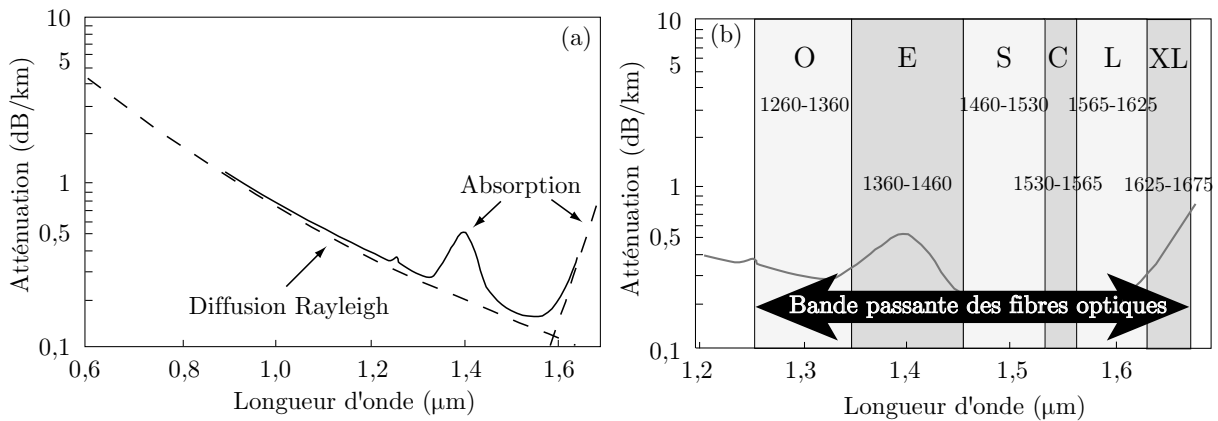 (a)
Atténuation (dB/km)
10
5
1
0,5
0,1
Absorption
Diffusion Rayleigh
0,6
0,8
1,0
1,2
1,4
1,6
Longueur d'onde (μm)
(b)
Atténuation (dB/km)
10
5
1
0,5
0,1
O
E
S
C
L
XL
1260-1360
1460-1530
1565-1625
1360-1460
1530-1565
1625-1675
Bande passante des fibres optiques
1,2
1,3
1,4
1,5
1,6
Longueur d'onde (μm)